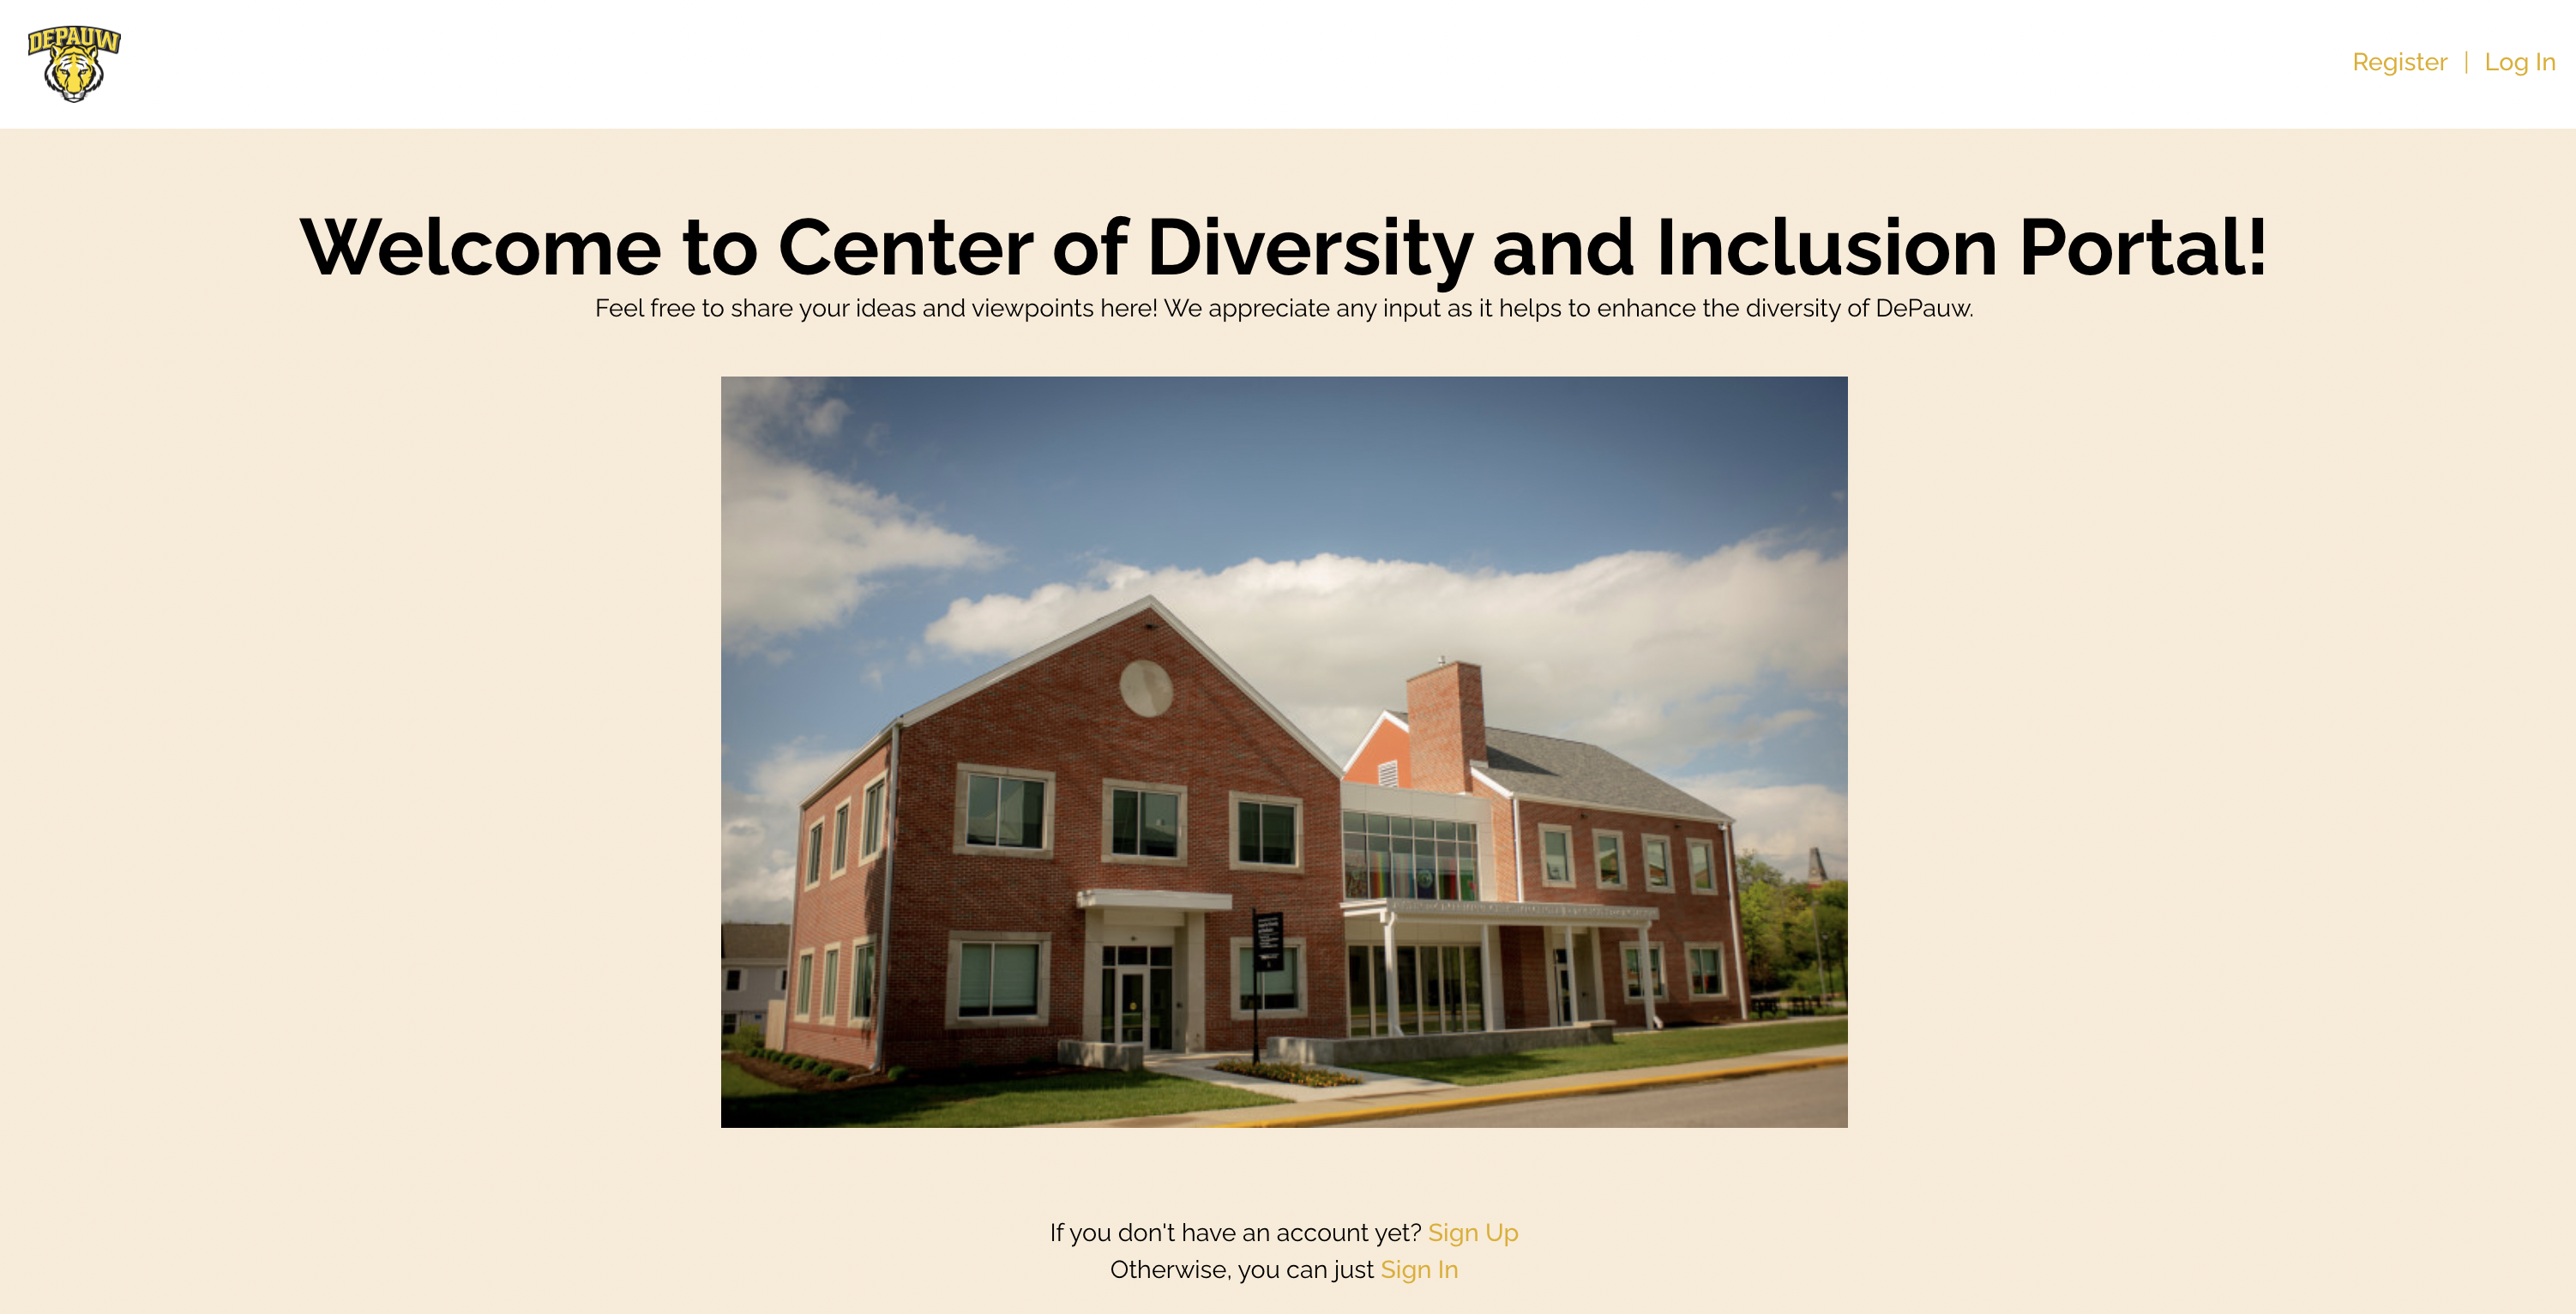 DEPAUW
Register | Log In
Welcome to Center of Diversity and Inclusion Portal!
Feel free to share your ideas and viewpoints here! We appreciate any input as it helps to enhance the diversity of DePauw.
If you don't have an account yet? Sign Up
Otherwise, you can just Sign In